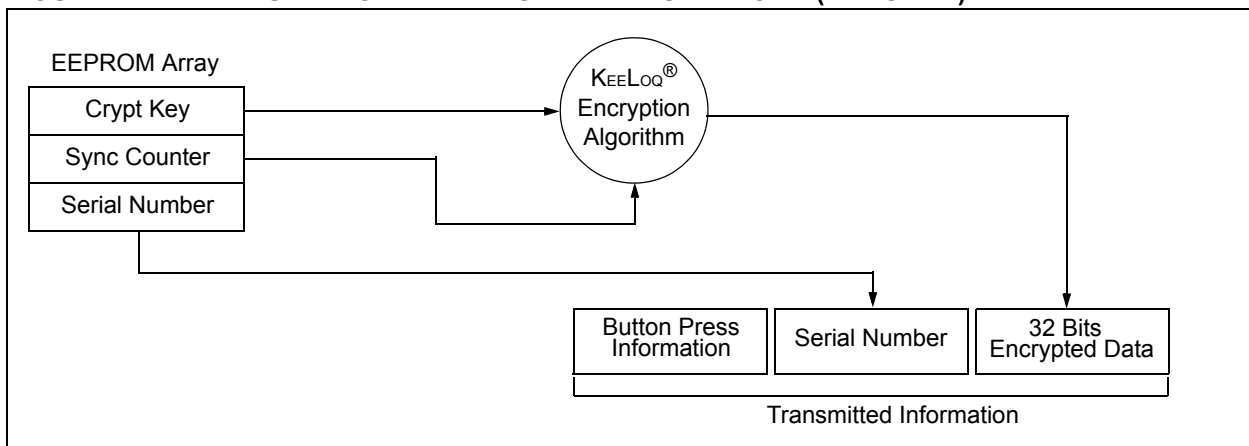 EEPROM Array
Crypt Key
Sync Counter
Serial Number
KEELOQ®
Encryption
Algorithm
Button Press
Information
Serial Number
32 Bits
Encrypted Data
Transmitted Information